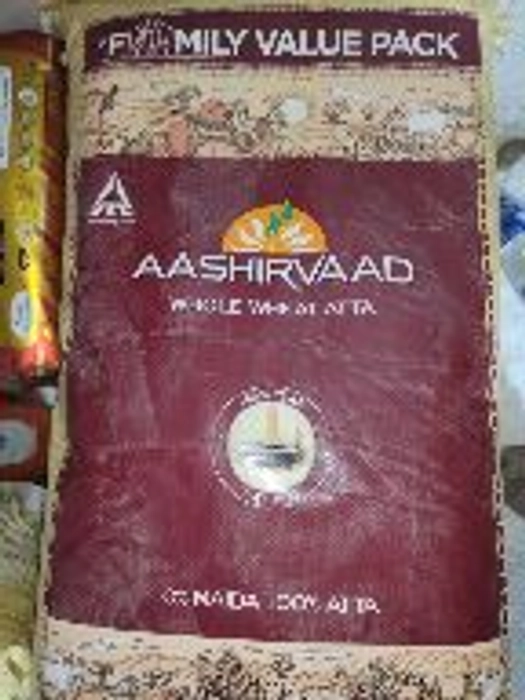 FAMILY VALUE PACK
AASHIRVAAD
WHOLE WHEAT ATTA
0% MAIDA 100% ATTA